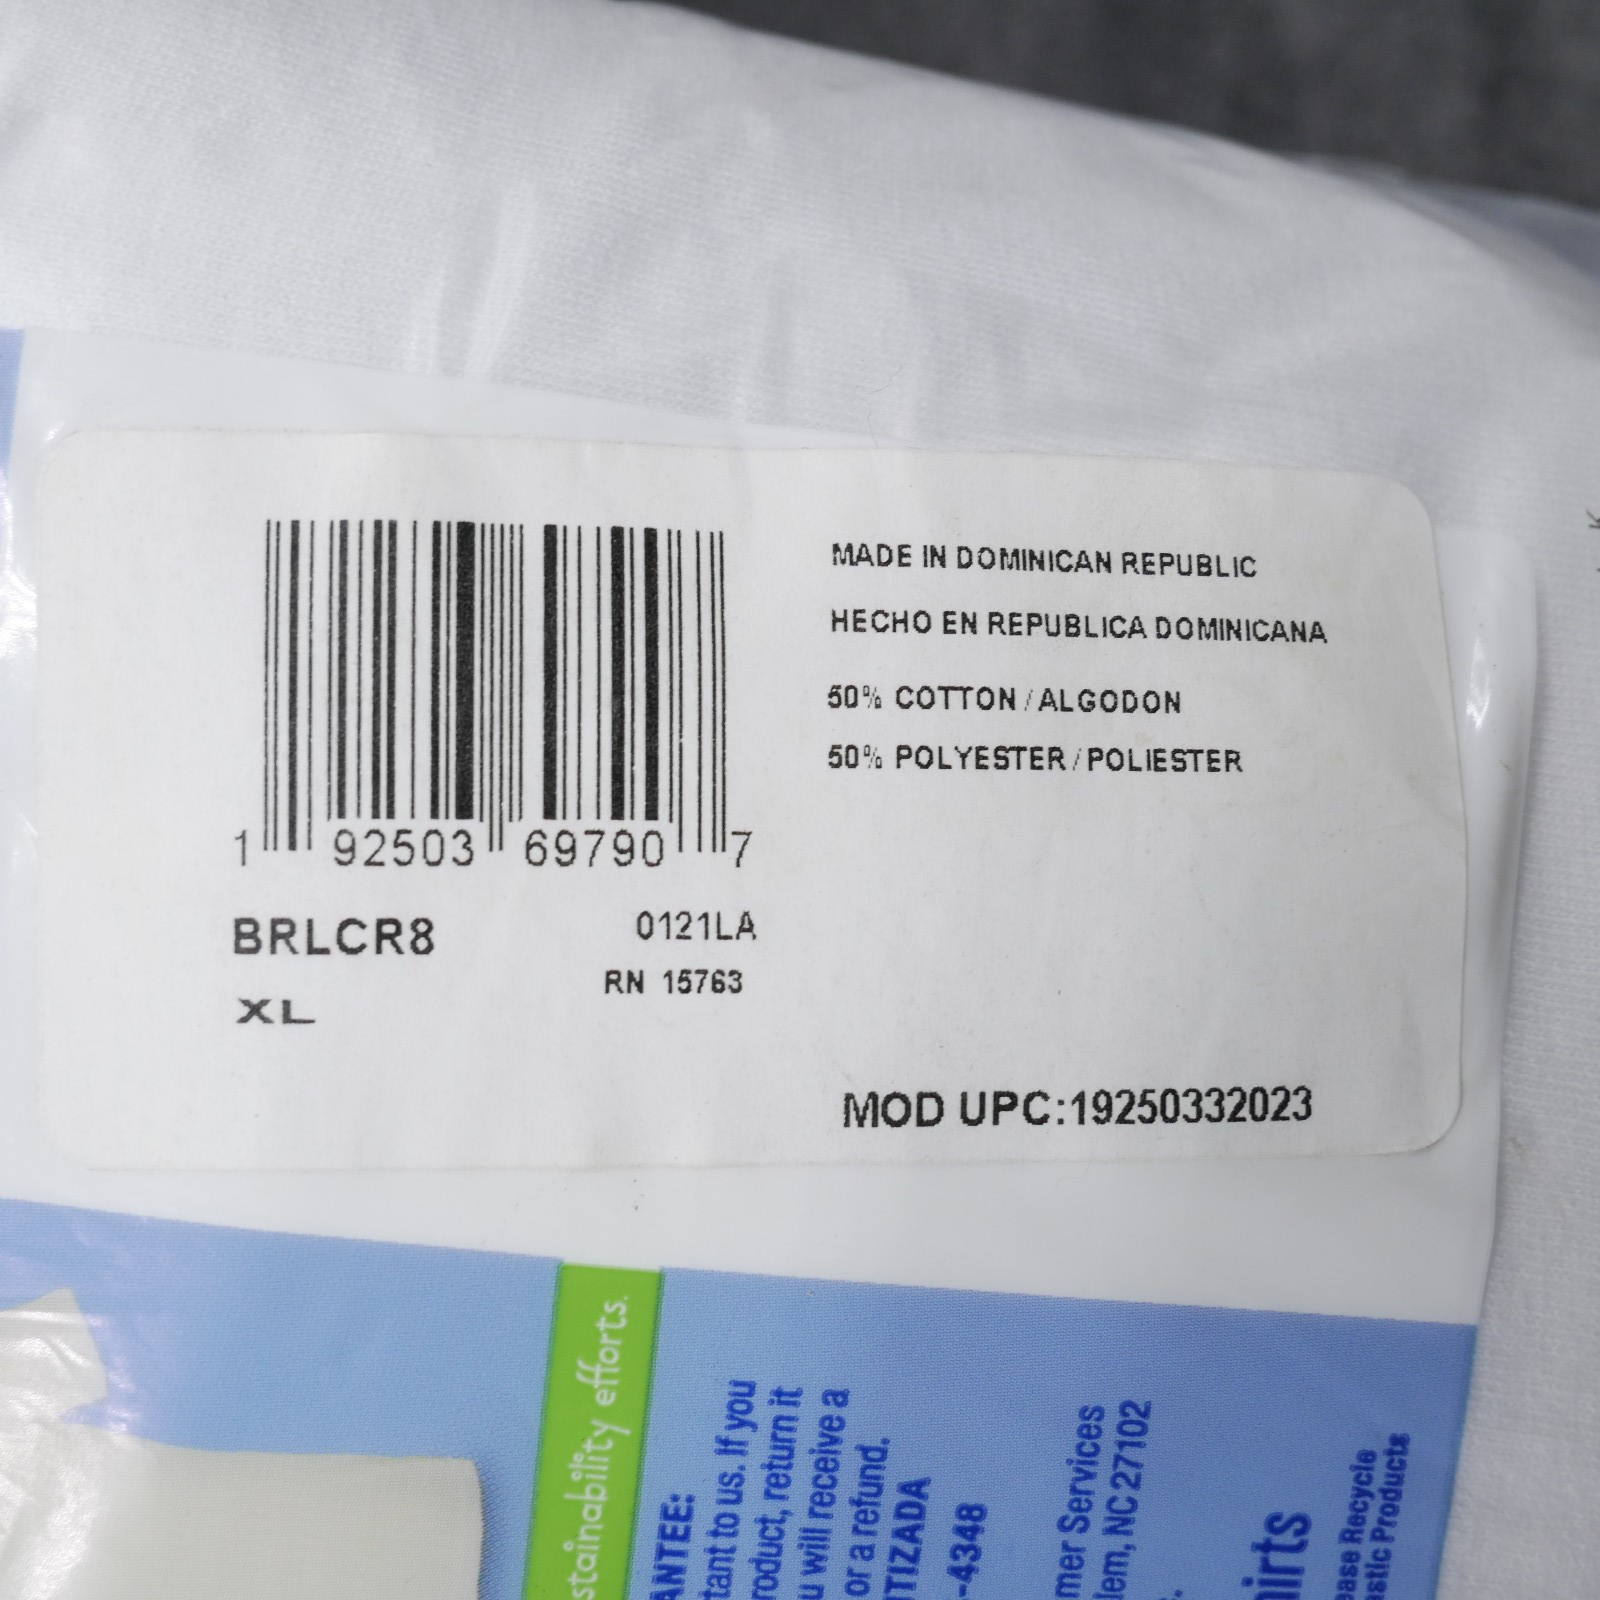 MADE IN DOMINICAN REPUBLIC
HECHO EN REPUBLICA DOMINICANA
50% COTTON / ALGODON
50% POLYESTER / POLIESTER
1 92503 69790 7
BRLCR8
0121LA
RN 15763
XL
MOD UPC:19250332023
stainability efforts.
ANTEE:
tant to us. If you
roduct, return it
u will receive a
or a refund.
TIZADA
-4348
mer Services
lem, NC 27102
hirts
ease Recycle
astic Products